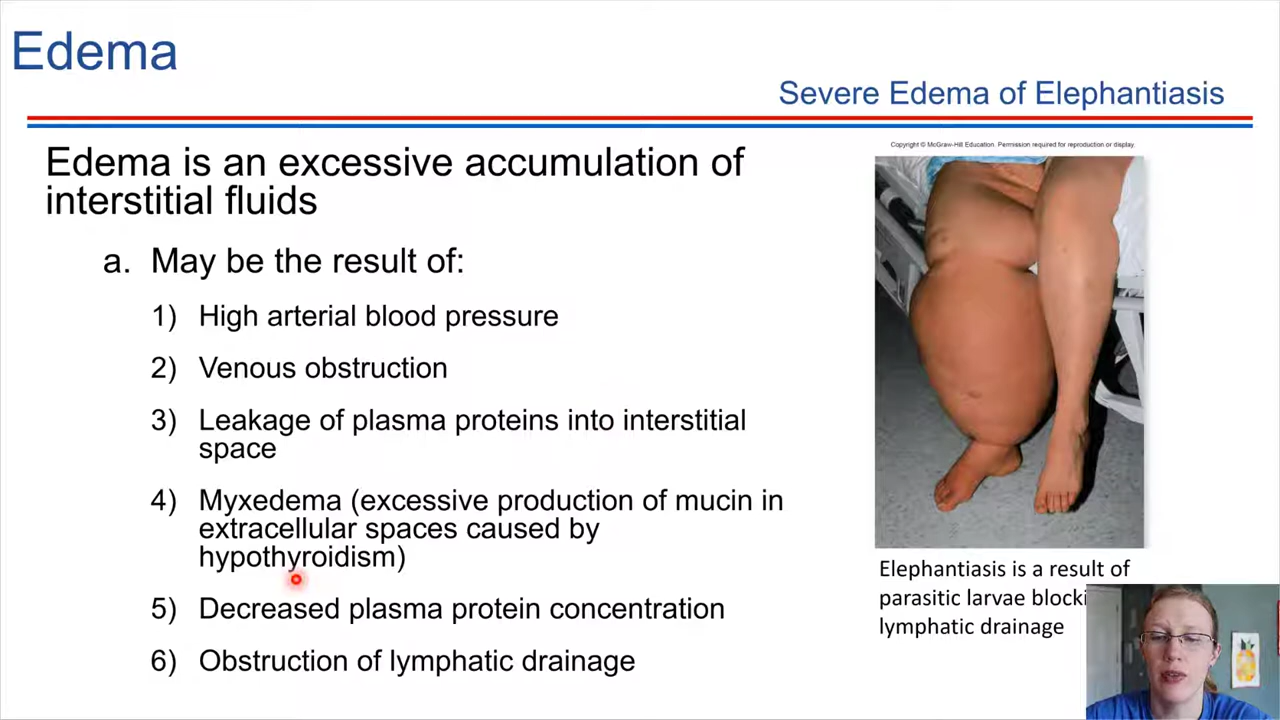 Edema
Severe Edema of Elephantiasis
Copyright © McGraw-Hill Education. Permission required for reproduction or display.
Edema is an excessive accumulation of
interstitial fluids
a. May be the result of:
1) High arterial blood pressure
2) Venous obstruction
3) Leakage of plasma proteins into interstitial
space
4) Myxedema (excessive production of mucin in
extracellular spaces caused by
hypothyroidism)
5) Decreased plasma protein concentration
6) Obstruction of lymphatic drainage
Elephantiasis is a result of
parasitic larvae
lymphatic drainage